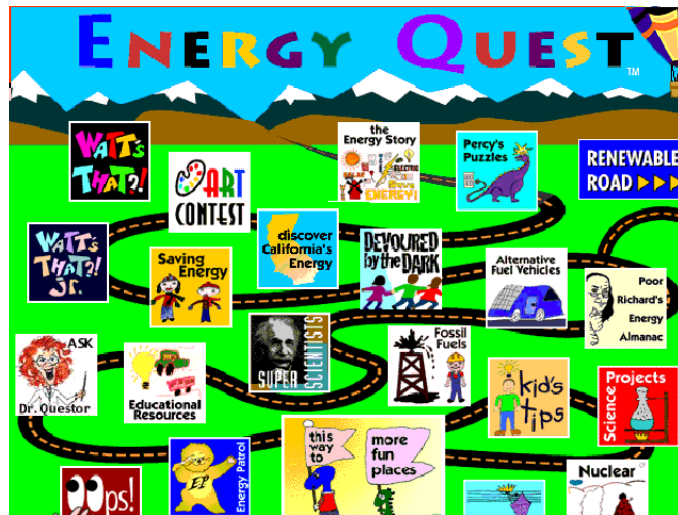 ENERGY QUEST
TM
WATT'S
THAT?!
ART
CONTEST
the
Energy Story
Percy's
Puzzles
RENEWABLE
ROAD
WATT'S
THAT?!
JR.
Saving
Energy
discover
California's
Energy
DEVOURED
by the DARK
Alternative
Fuel Vehicles
Poor
Richard's
Energy
Almanac
ASK
Dr. Questor
Educational
Resources
SUPER
SCIENTISTS
Fossil
Fuels
kid's
tips
Science
Projects
OOps!
EP
Energy Patrol
this
way
to
more
fun
places
Nuclear